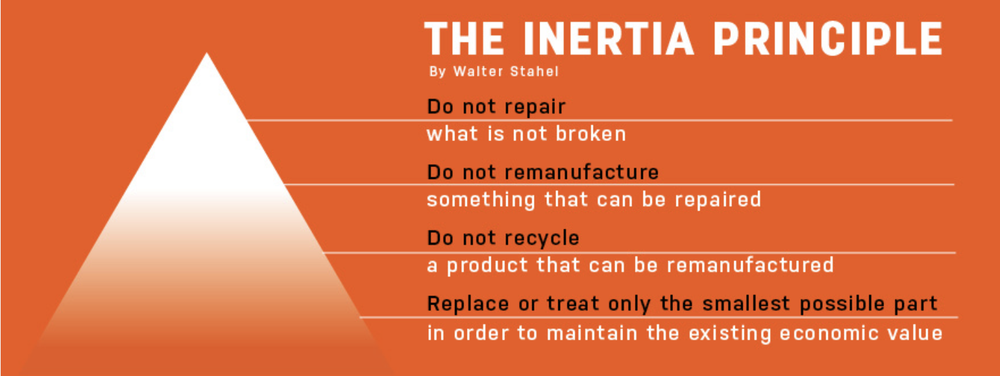 THE INERTIA PRINCIPLE
By Walter Stahel
Do not repair
what is not broken
Do not remanufacture
something that can be repaired
Do not recycle
a product that can be remanufactured
Replace or treat only the smallest possible part
in order to maintain the existing economic value